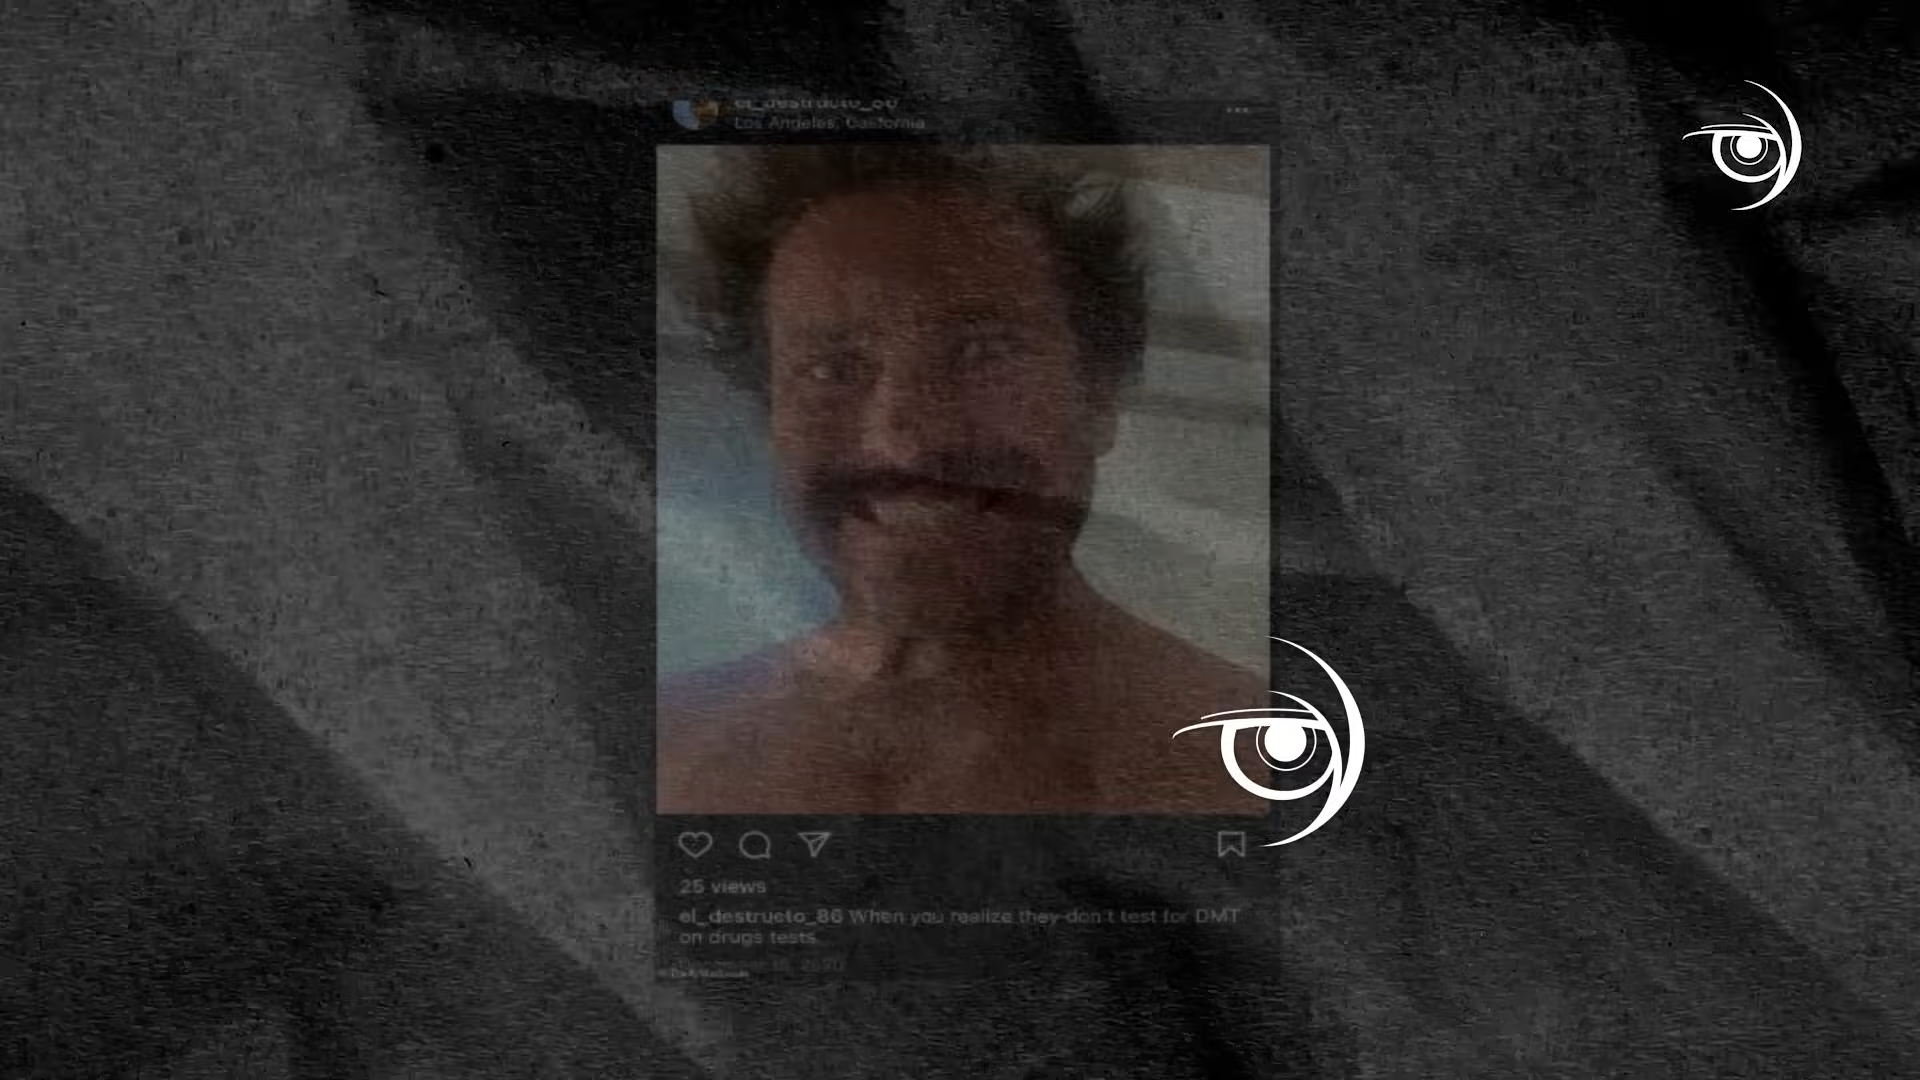 el_destructo_86
Los Angeles, California
25 views
el_destructo_86 When you realize they don't test for DMT
on drugs tests